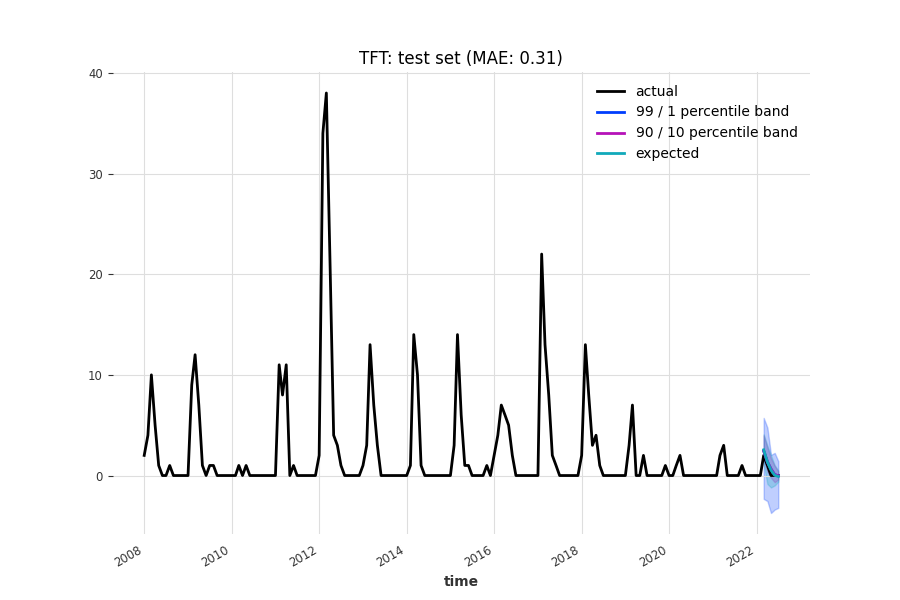 TFT: test set (MAE: 0.31)
40
30
20
10
0
actual
99 / 1 percentile band
90 / 10 percentile band
expected
2008
2010
2012
2014
2016
2018
2020
2022
time